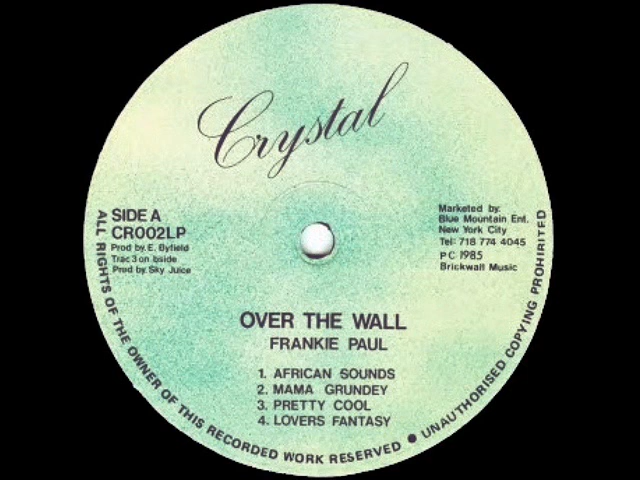 Crystal
SIDE A
CR002LP
Prod by. E. Byfield
Trac 3 on bside
Prod by. Sky Juice
Marketed by:
Blue Mountain Ent.
New York City
Tel: 718 774 4045
P C 1985
Brickwall Music
OVER THE WALL
FRANKIE PAUL
1. AFRICAN SOUNDS
2. MAMA GRUNDEY
3. PRETTY COOL
4. LOVERS FANTASY
ALL RIGHTS OF THE OWNER OF THIS RECORDED WORK RESERVED ● UNAUTHORISED COPYING PROHIBITED